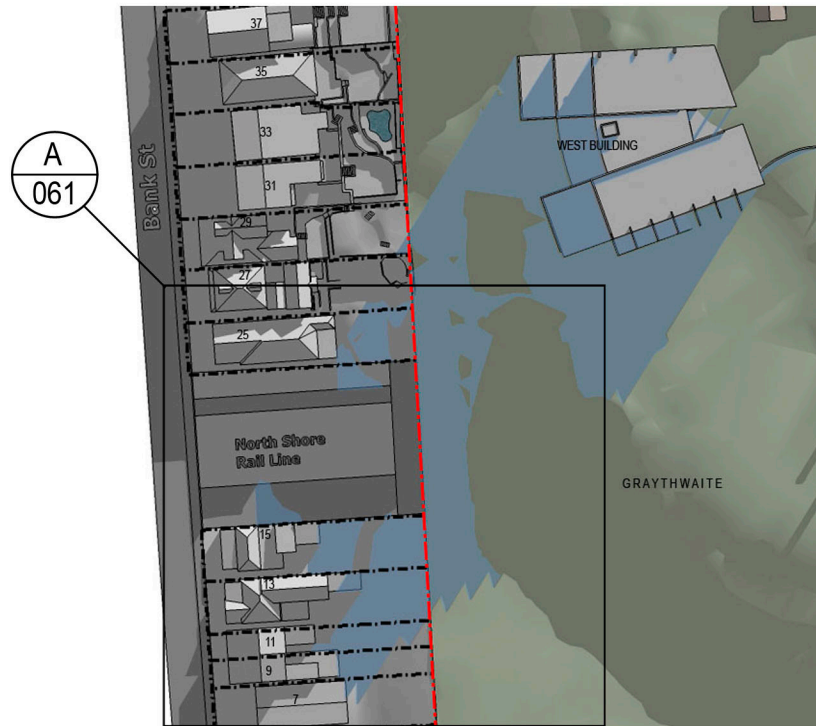 37
35
33
31
29
27
25
A
061
Bank St
WEST BUILDING
North Shore
Rail Line
GRAYTHWAITE
15
13
11
9
7